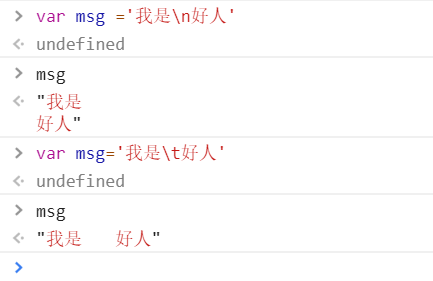 > var msg ='我是\n好人'
<· undefined
> msg
<· "我是
好人"
> var msg='我是\t好人'
<· undefined
> msg
<· "我是	好人"
>